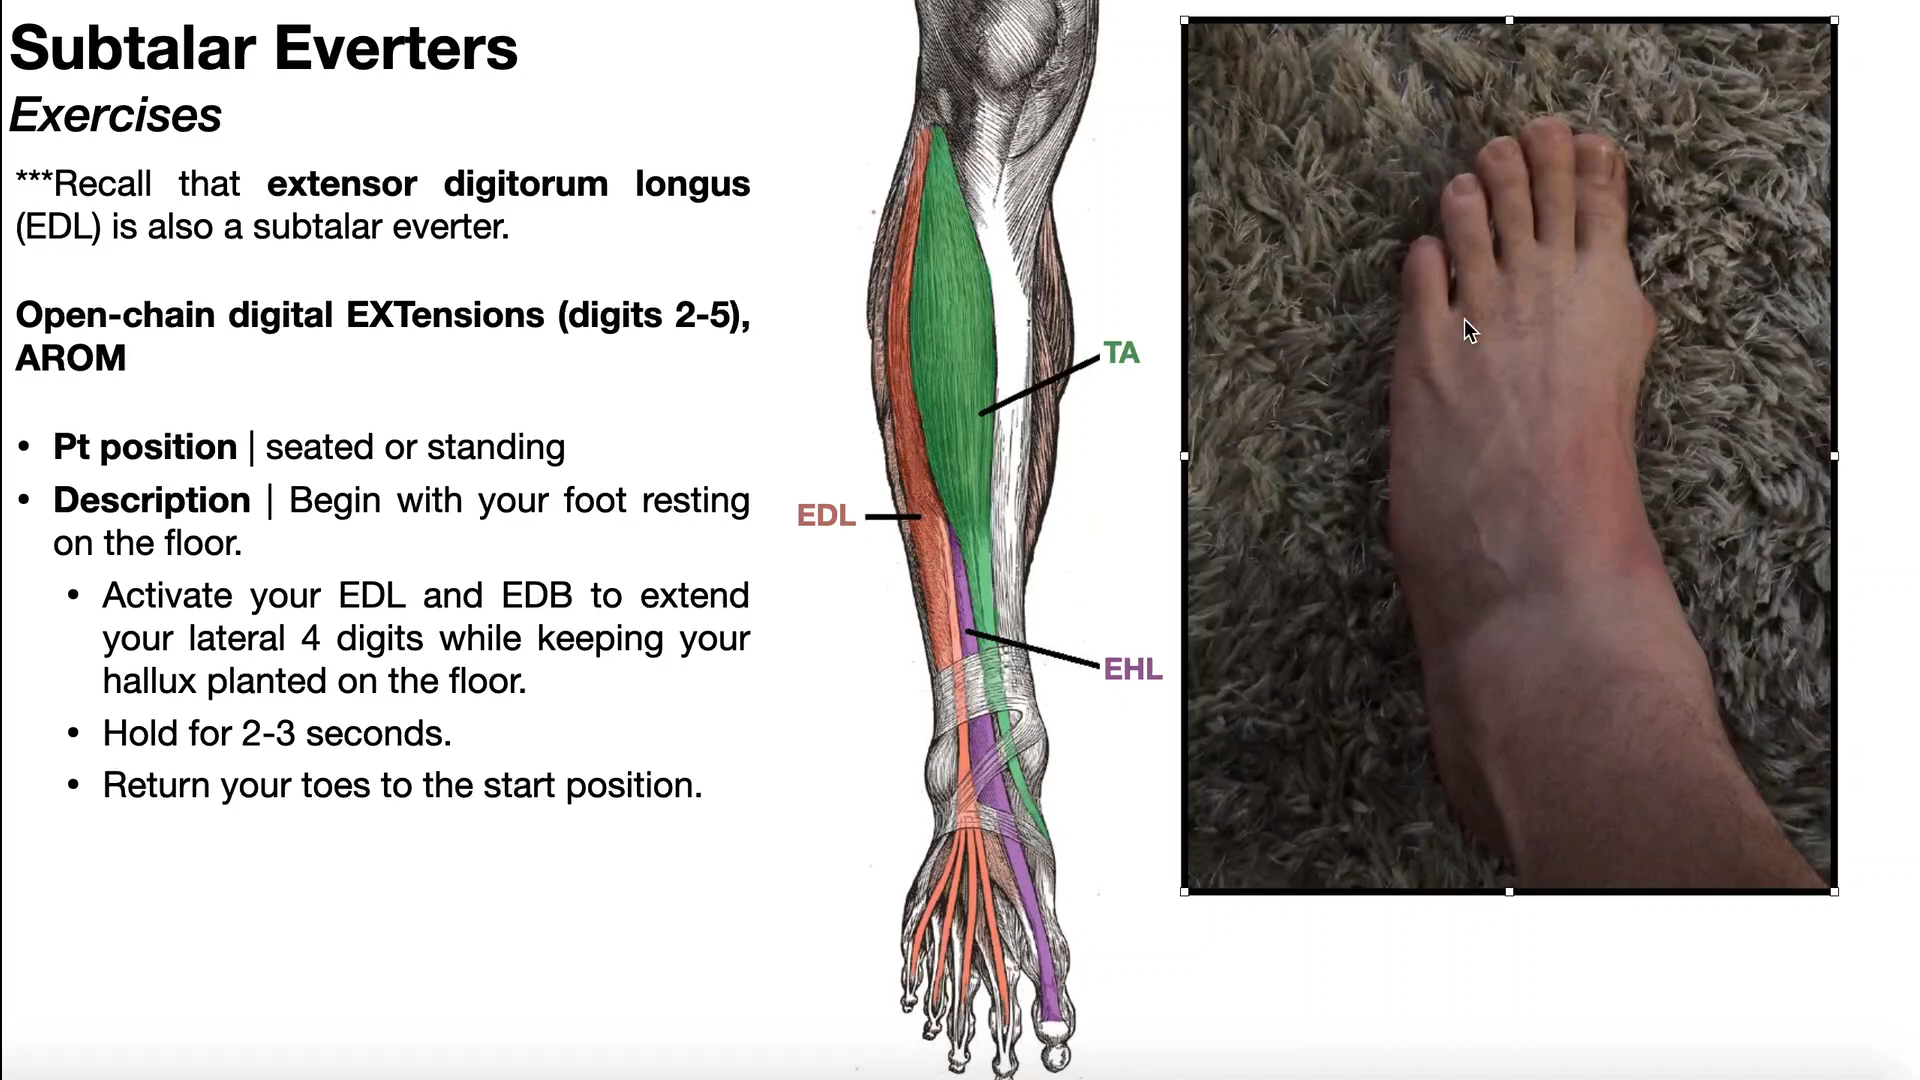 Subtalar Everters
Exercises
***Recall that extensor digitorum longus
(EDL) is also a subtalar everter.
Open-chain digital EXTensions (digits 2-5),
AROM
• Pt position | seated or standing
• Description | Begin with your foot resting
on the floor.
• Activate your EDL and EDB to extend
your lateral 4 digits while keeping your
hallux planted on the floor.
• Hold for 2-3 seconds.
• Return your toes to the start position.
TA
EDL
EHL